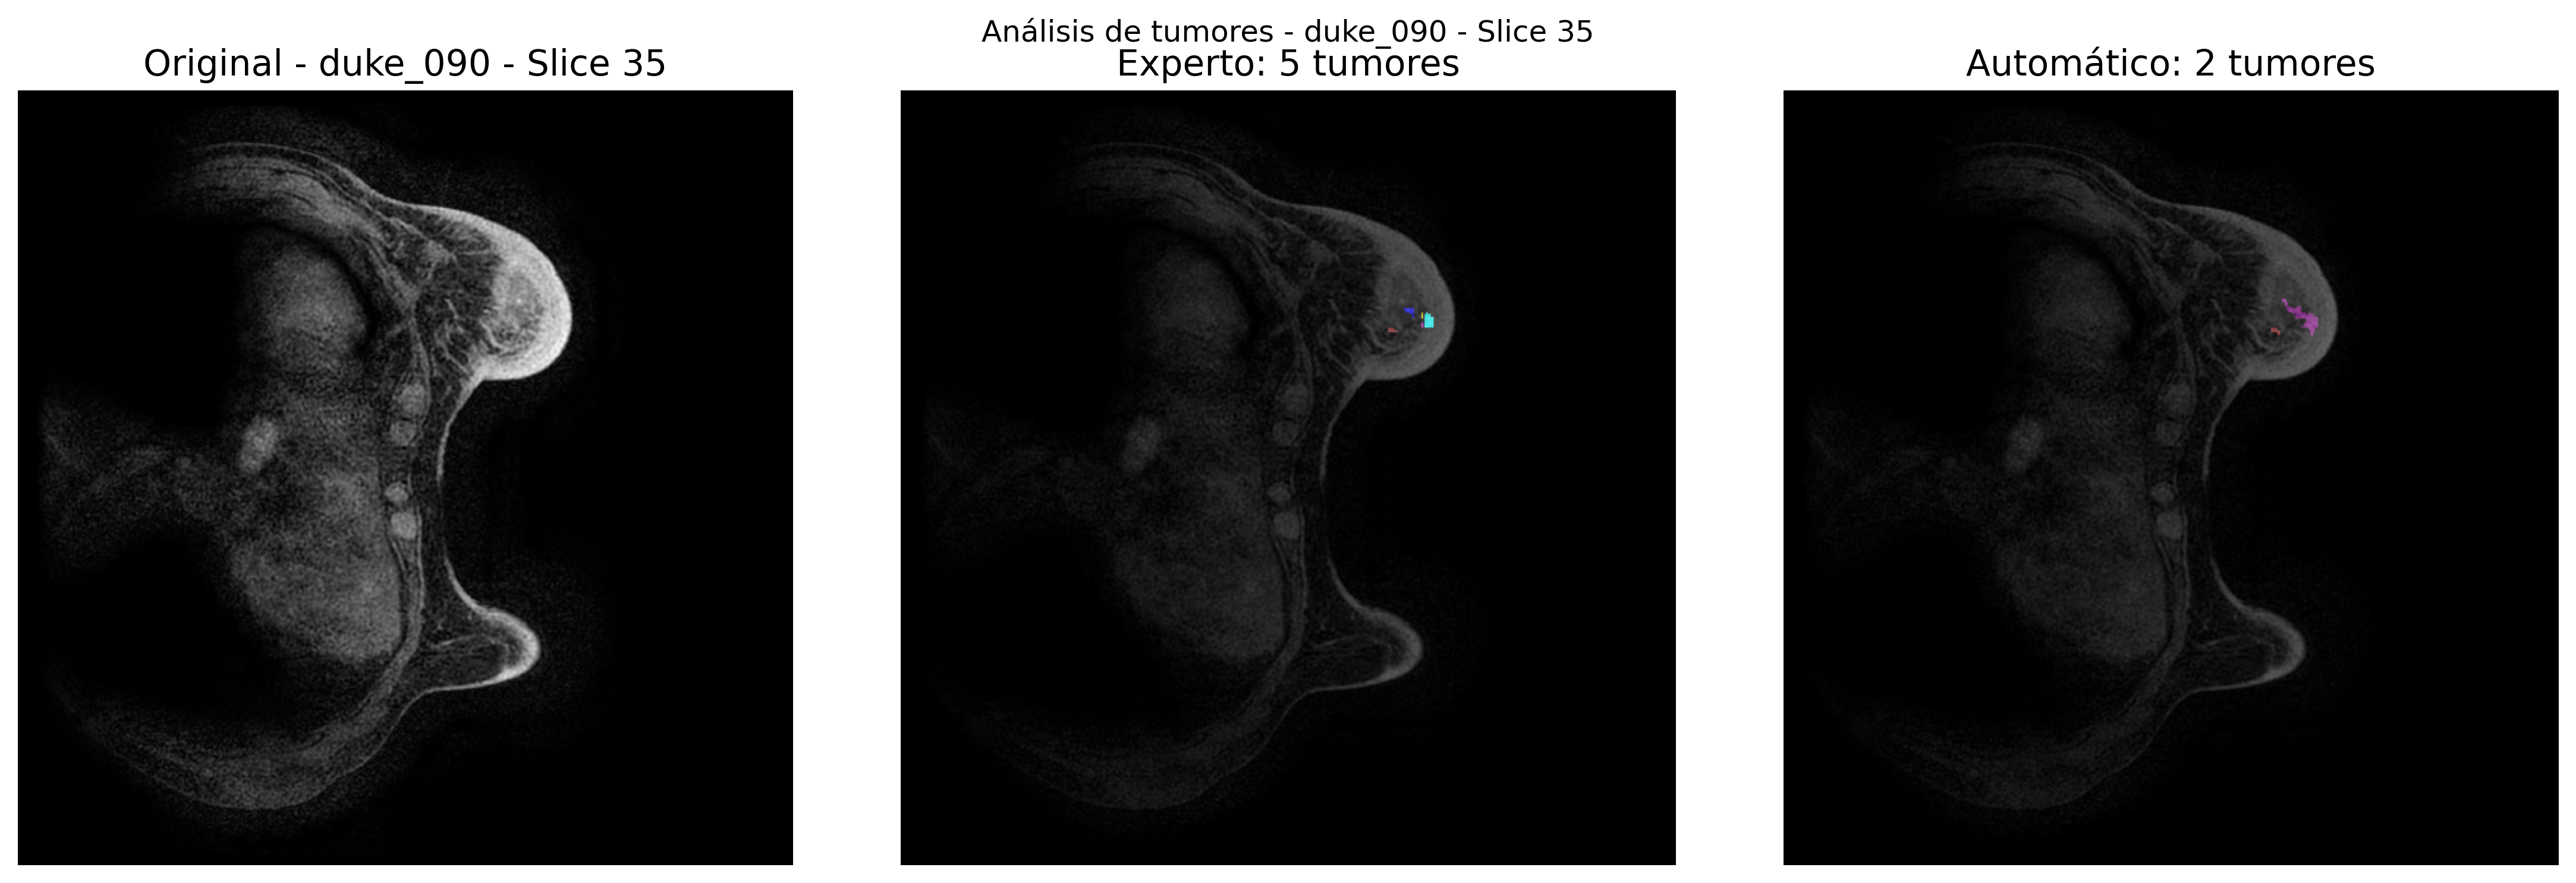 Análisis de tumores - duke_090 - Slice 35
Original - duke_090 - Slice 35
Experto: 5 tumores
Automático: 2 tumores